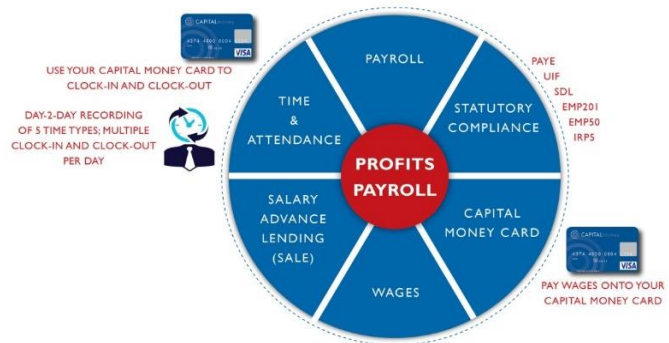 CAPITAL
VISA
USE YOUR CAPITAL MONEY CARD TO
CLOCK-IN AND CLOCK-OUT
DAY-2-DAY RECORDING
OF 5 TIME TYPES; MULTIPLE
CLOCK-IN AND CLOCK-OUT
PER DAY
PAYROLL
TIME
&
ATTENDANCE
STATUTORY
COMPLIANCE
PAYE
UIF
SDL
EMP201
EMP50
IRP5
PROFITS
PAYROLL
SALARY
ADVANCE
LENDING
(SALE)
WAGES
CAPITAL
MONEY CARD
CAPITAL
VISA
PAY WAGES ONTO YOUR
CAPITAL MONEY CARD